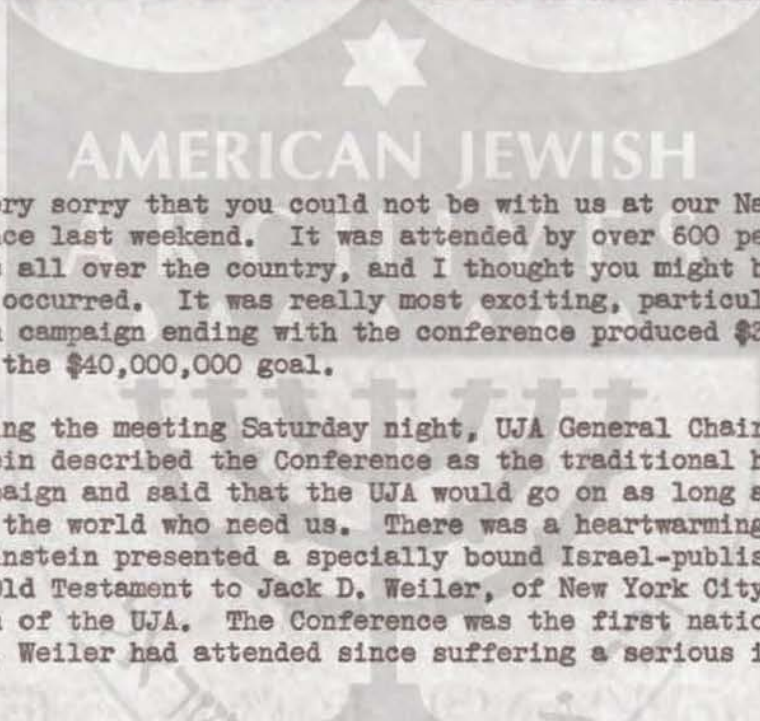 AMERICAN JEWISH
ARCHIVES
ry sorry that you could not be with us at our Na
ce last weekend. It was attended by over 600 pe
all over the country, and I thought you might b
occurred. It was really most exciting, particul
campaign ending with the conference produced $3
the $40,000,000 goal.
ng the meeting Saturday night, UJA General Chair
in described the Conference as the traditional h
aign and said that the UJA would go on as long a
the world who need us. There was a heartwarming
nstein presented a specially bound Israel-publis
ld Testament to Jack D. Weiler, of New York City
of the UJA. The Conference was the first natio
Weiler had attended since suffering a serious i